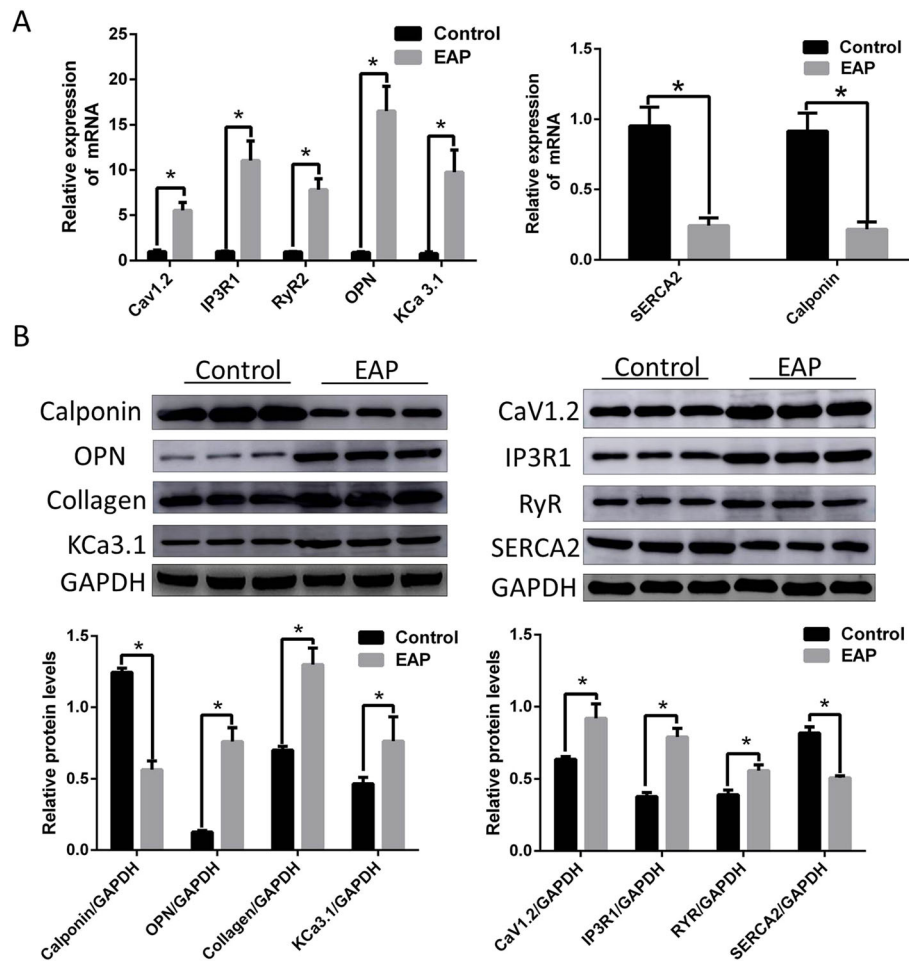 A
Relative expression
of mRNA
25
20
15
10
5
0
Control
EAP
*
*
*
*
*
Cav1.2
IP3R1
RyR2
OPN
KCa 3.1
Relative expression
of mRNA
1.5
1.0
0.5
0.0
Control
EAP
*
*
SERCA2
Calponin
B
Control
EAP
Calponin
OPN
Collagen
KCa3.1
GAPDH
Control
EAP
CaV1.2
IP3R1
RyR
SERCA2
GAPDH
Relative protein levels
1.5
1.0
0.5
0.0
Control
EAP
*
*
*
*
Calponin/GAPDH
OPN/GAPDH
Collagen/GAPDH
KCa3.1/GAPDH
Relative protein levels
1.5
1.0
0.5
0.0
Control
EAP
*
*
*
*
CaV1.2/GAPDH
IP3R1/GAPDH
RYR/GAPDH
SERCA2/GAPDH